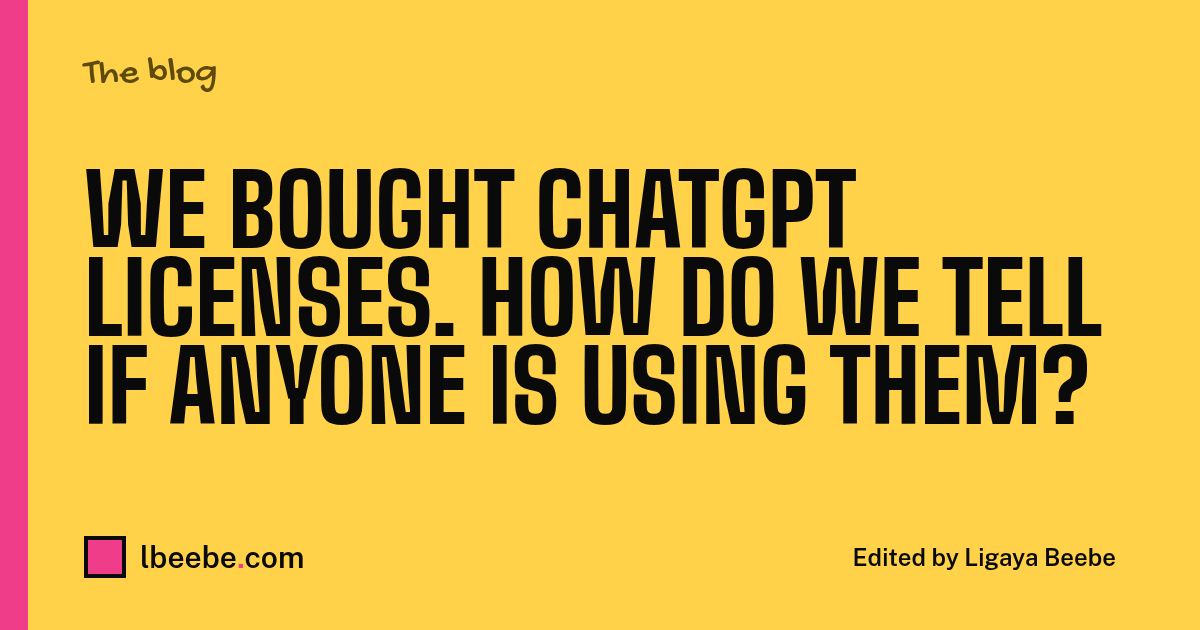 The blog
WE BOUGHT CHATGPT
LICENSES. HOW DO WE TELL
IF ANYONE IS USING THEM?
lbeebe.com
Edited by Ligaya Beebe